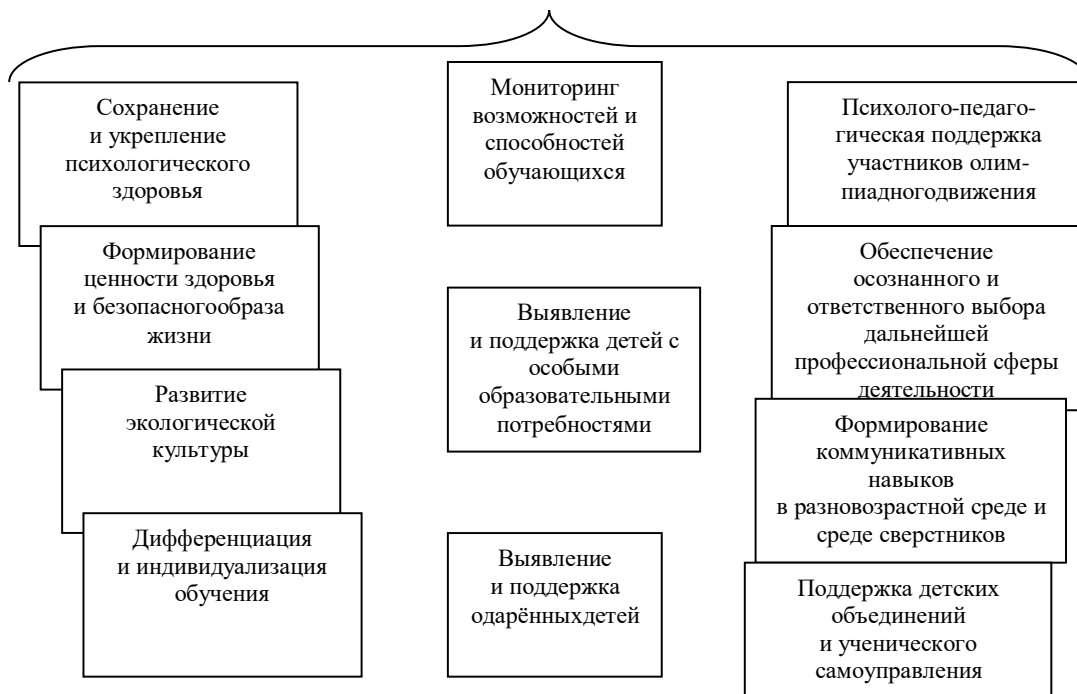 Сохранение
и укрепление
психологического
здоровья
Формирование
ценности здоровья
и безопасногообраза
жизни
Развитие
экологической
культуры
Дифференциация
и индивидуализация
обучения
Мониторинг
возможностей и
способностей
обучающихся
Выявление
и поддержка детей с
особыми
образовательными
потребностями
Выявление
и поддержка
одарённыхдетей
Психолого-педаго-
гическая поддержка
участников олим-
пиадногодвижения
Обеспечение
осознанного и
ответственного выбора
дальнейшей
профессиональной сферы
деятельности
Формирование
коммуникативных
навыков
в разновозрастной среде и
среде сверстников
Поддержка детских
объединений
и ученического
самоуправления